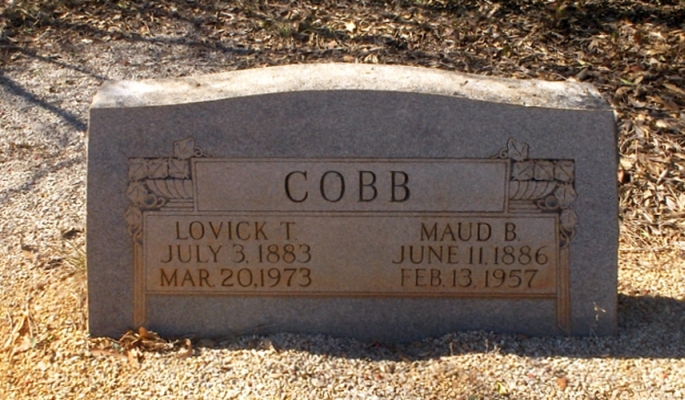 COBB
LOVICK T.
JULY 3, 1883
MAR. 20, 1973
MAUD B.
JUNE 11, 1886
FEB. 13, 1957